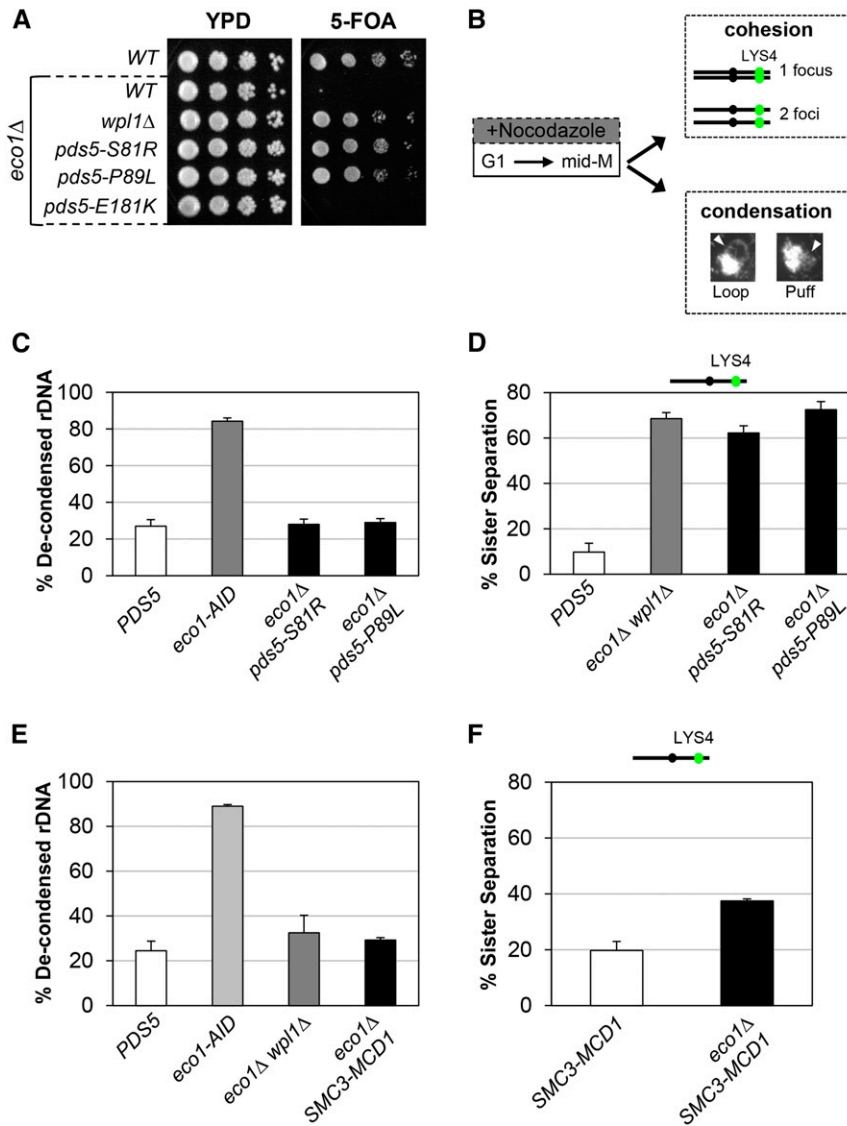 A
YPD
5-FOA
WT
WT
wpl1Δ
pds5-S81R
pds5-P89L
pds5-E181K
eco1Δ
B
+Nocodazole
G1
mid-M
cohesion
LYS4
1 focus
2 foci
condensation
Loop
Puff
C
% De-condensed rDNA
100
80
60
40
20
0
PDS5
eco1-AID
eco1Δ
pds5-S81R
eco1Δ
pds5-P89L
D
LYS4
% Sister Separation
80
60
40
20
0
PDS5
eco1Δ wpl1Δ
eco1Δ
pds5-S81R
eco1Δ
pds5-P89L
E
% De-condensed rDNA
100
80
60
40
20
0
PDS5
eco1-AID
eco1Δ wpl1Δ
eco1Δ
SMC3-MCD1
F
LYS4
% Sister Separation
80
60
40
20
0
SMC3-MCD1
eco1Δ
SMC3-MCD1